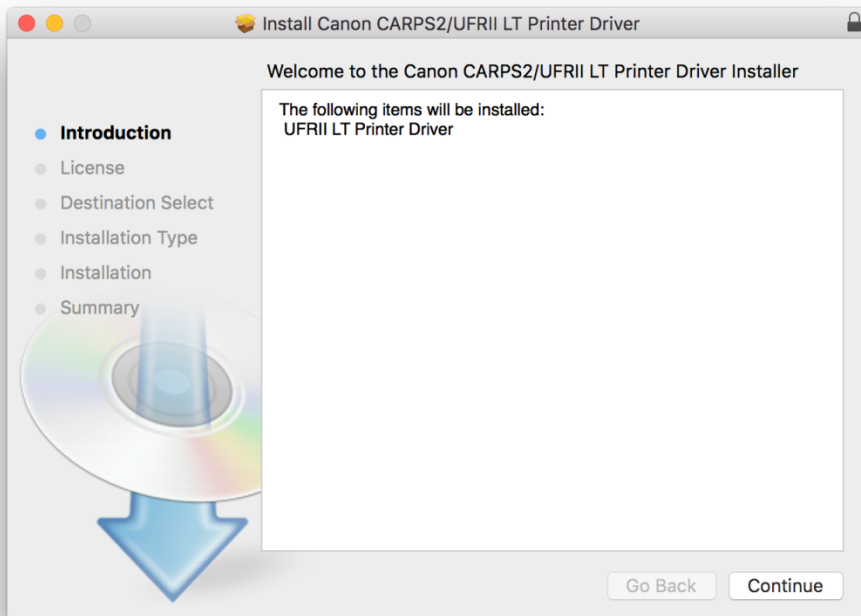 Install Canon CARPS2/UFRII LT Printer Driver
Welcome to the Canon CARPS2/UFRII LT Printer Driver Installer
Introduction
License
Destination Select
Installation Type
Installation
Summary
The following items will be installed:
UFRII LT Printer Driver
Go Back
Continue